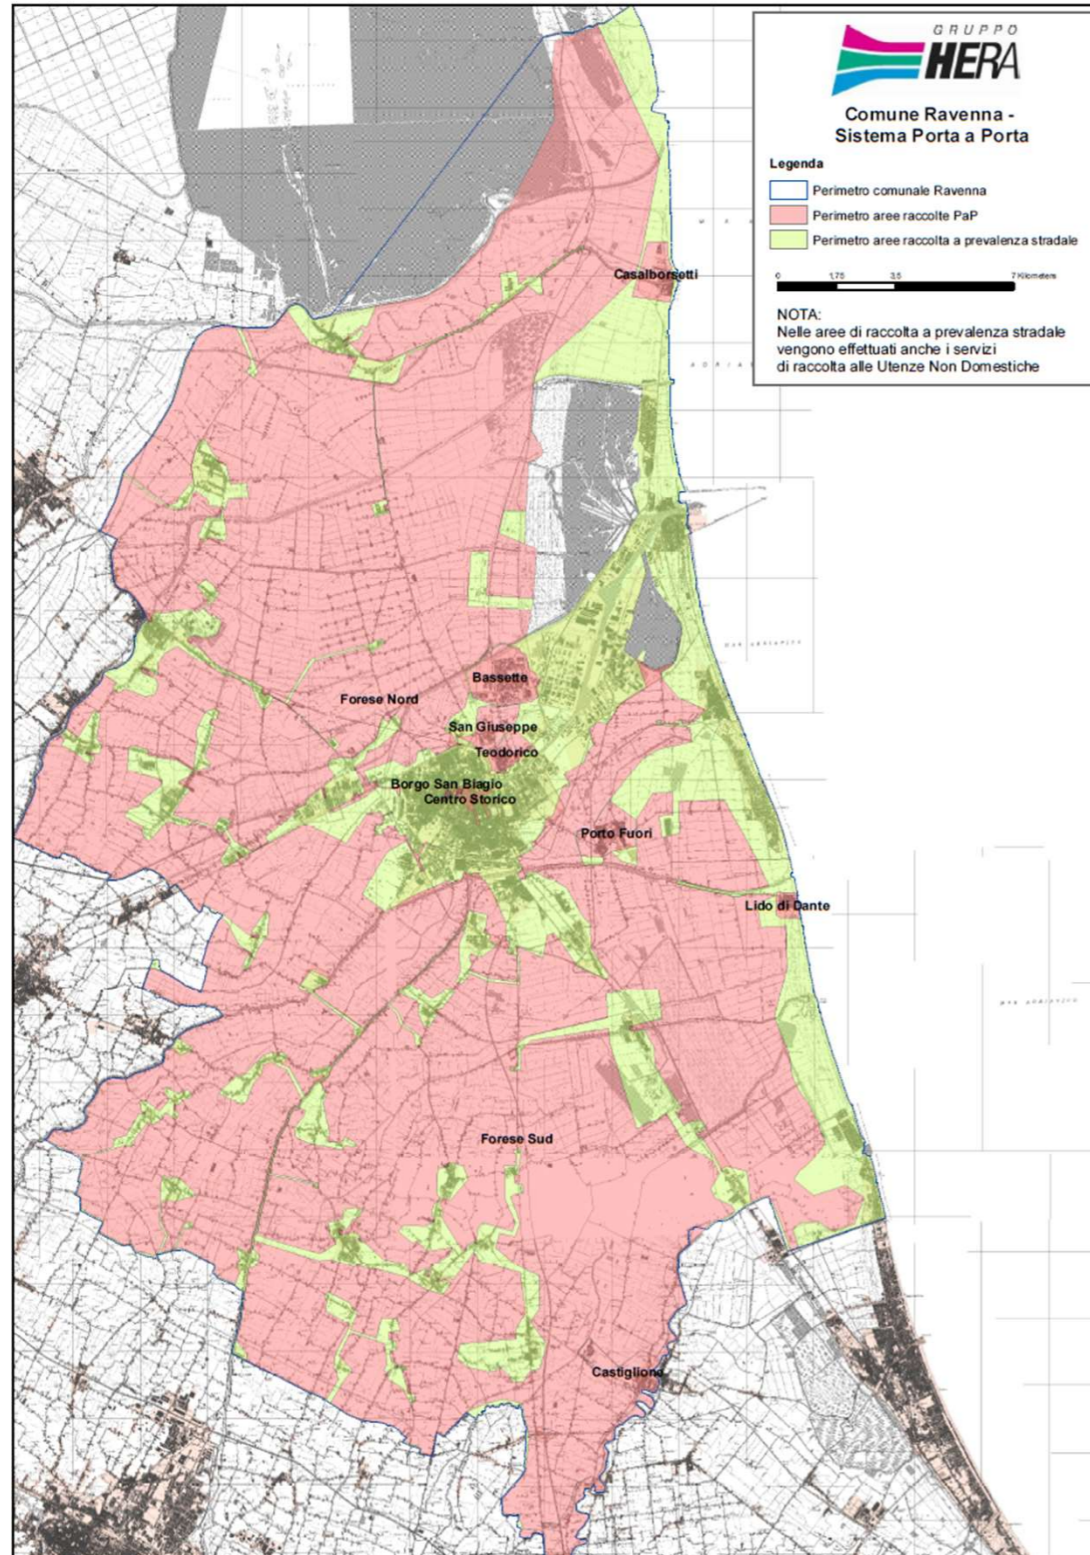 GRUPPO
HERA
Comune Ravenna -
Sistema Porta a Porta
Legenda
Perimetro comunale Ravenna
Perimetro aree raccolte PaP
Perimetro aree raccolta a prevalenza stradale
0 1,75 3,5 7 Kilometers
NOTA:
Nelle aree di raccolta a prevalenza stradale
vengono effettuati anche i servizi
di raccolta alle Utenze Non Domestiche
Casalborsetti
Bassette
Forese Nord
San Giuseppe
Teodorico
Borgo San Biagio
Centro Storico
Porto Fuori
Lido di Dante
Forese Sud
Castiglione